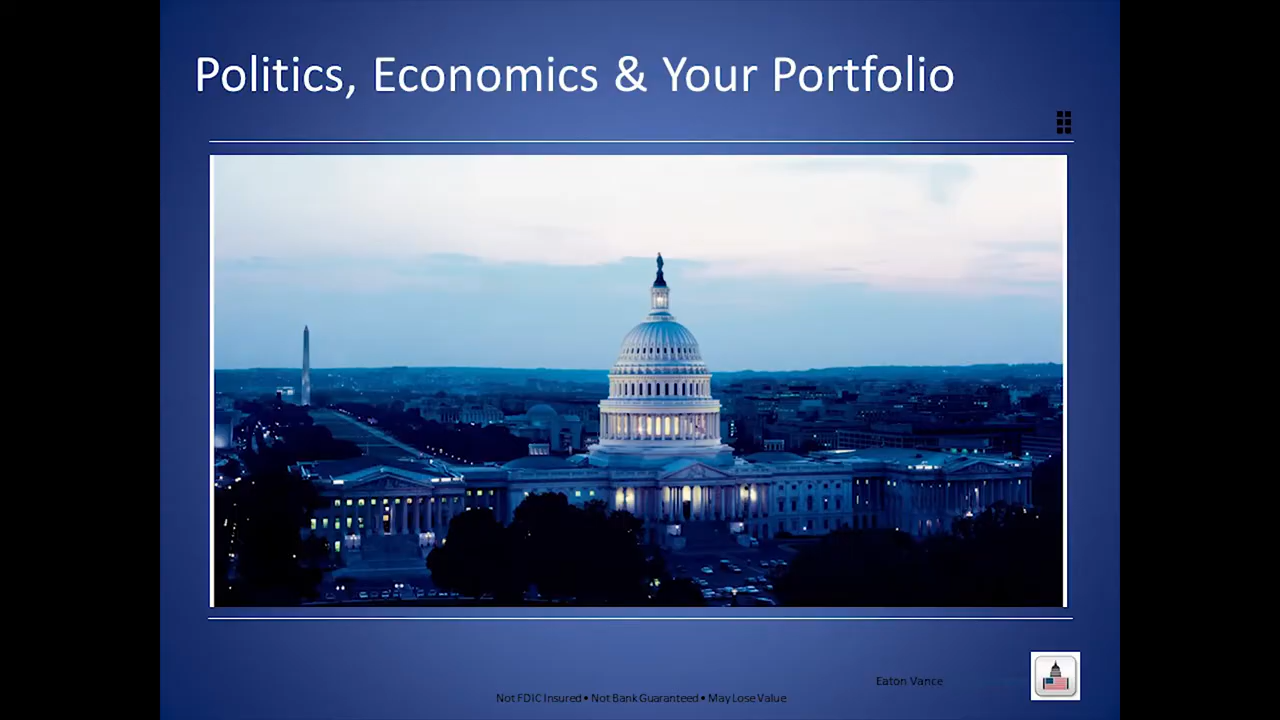 Politics, Economics & Your Portfolio
Eaton Vance
Not FDIC Insured • Not Bank Guaranteed • May Lose Value